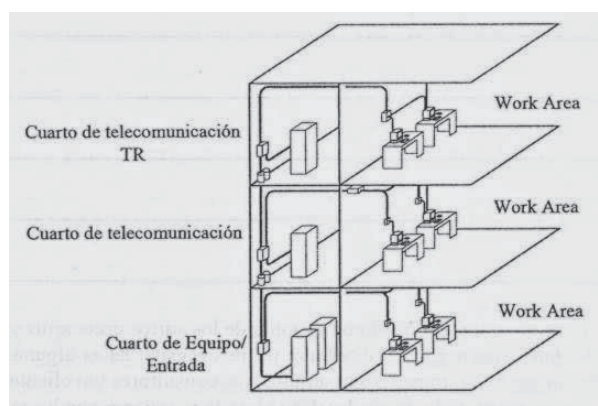 Work Area
Cuarto de telecomunicación
TR
Work Area
Cuarto de telecomunicación
Work Area
Cuarto de Equipo/
Entrada